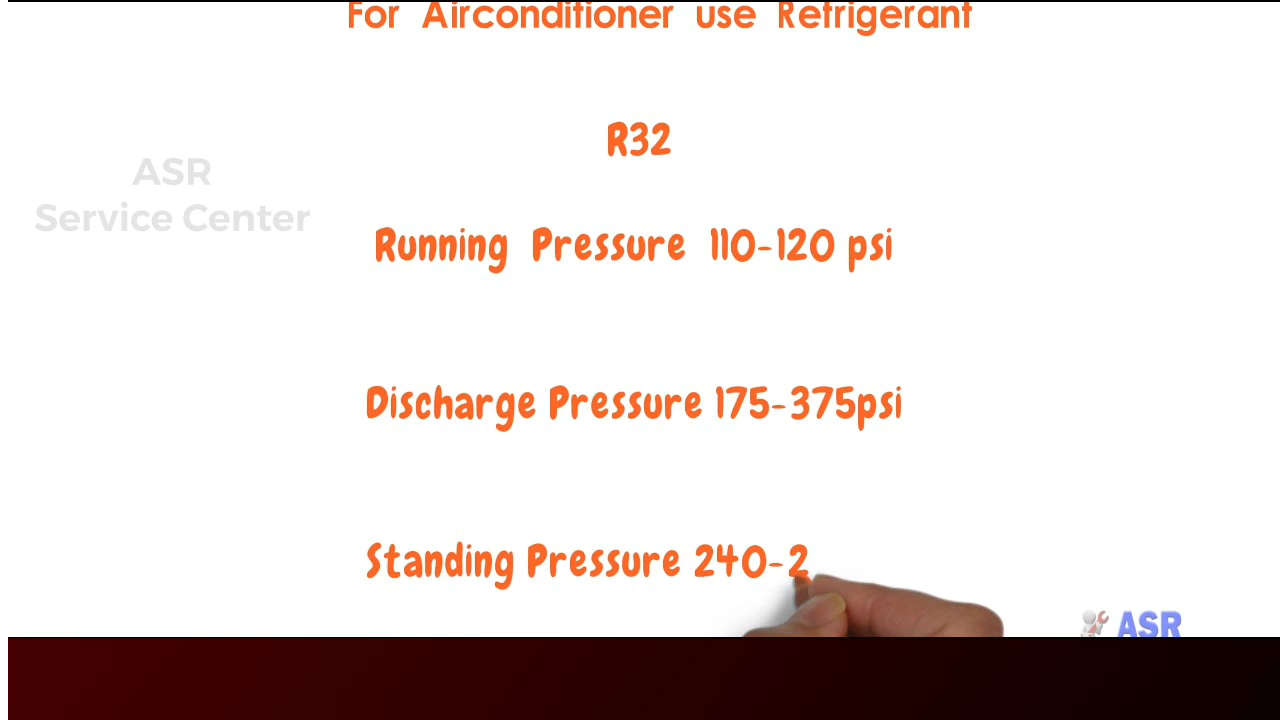 For Airconditioner use Refrigerant
R32
ASR
Service Center
Running Pressure 110-120 psi
Discharge Pressure 175-375psi
Standing Pressure 240-2
ASR